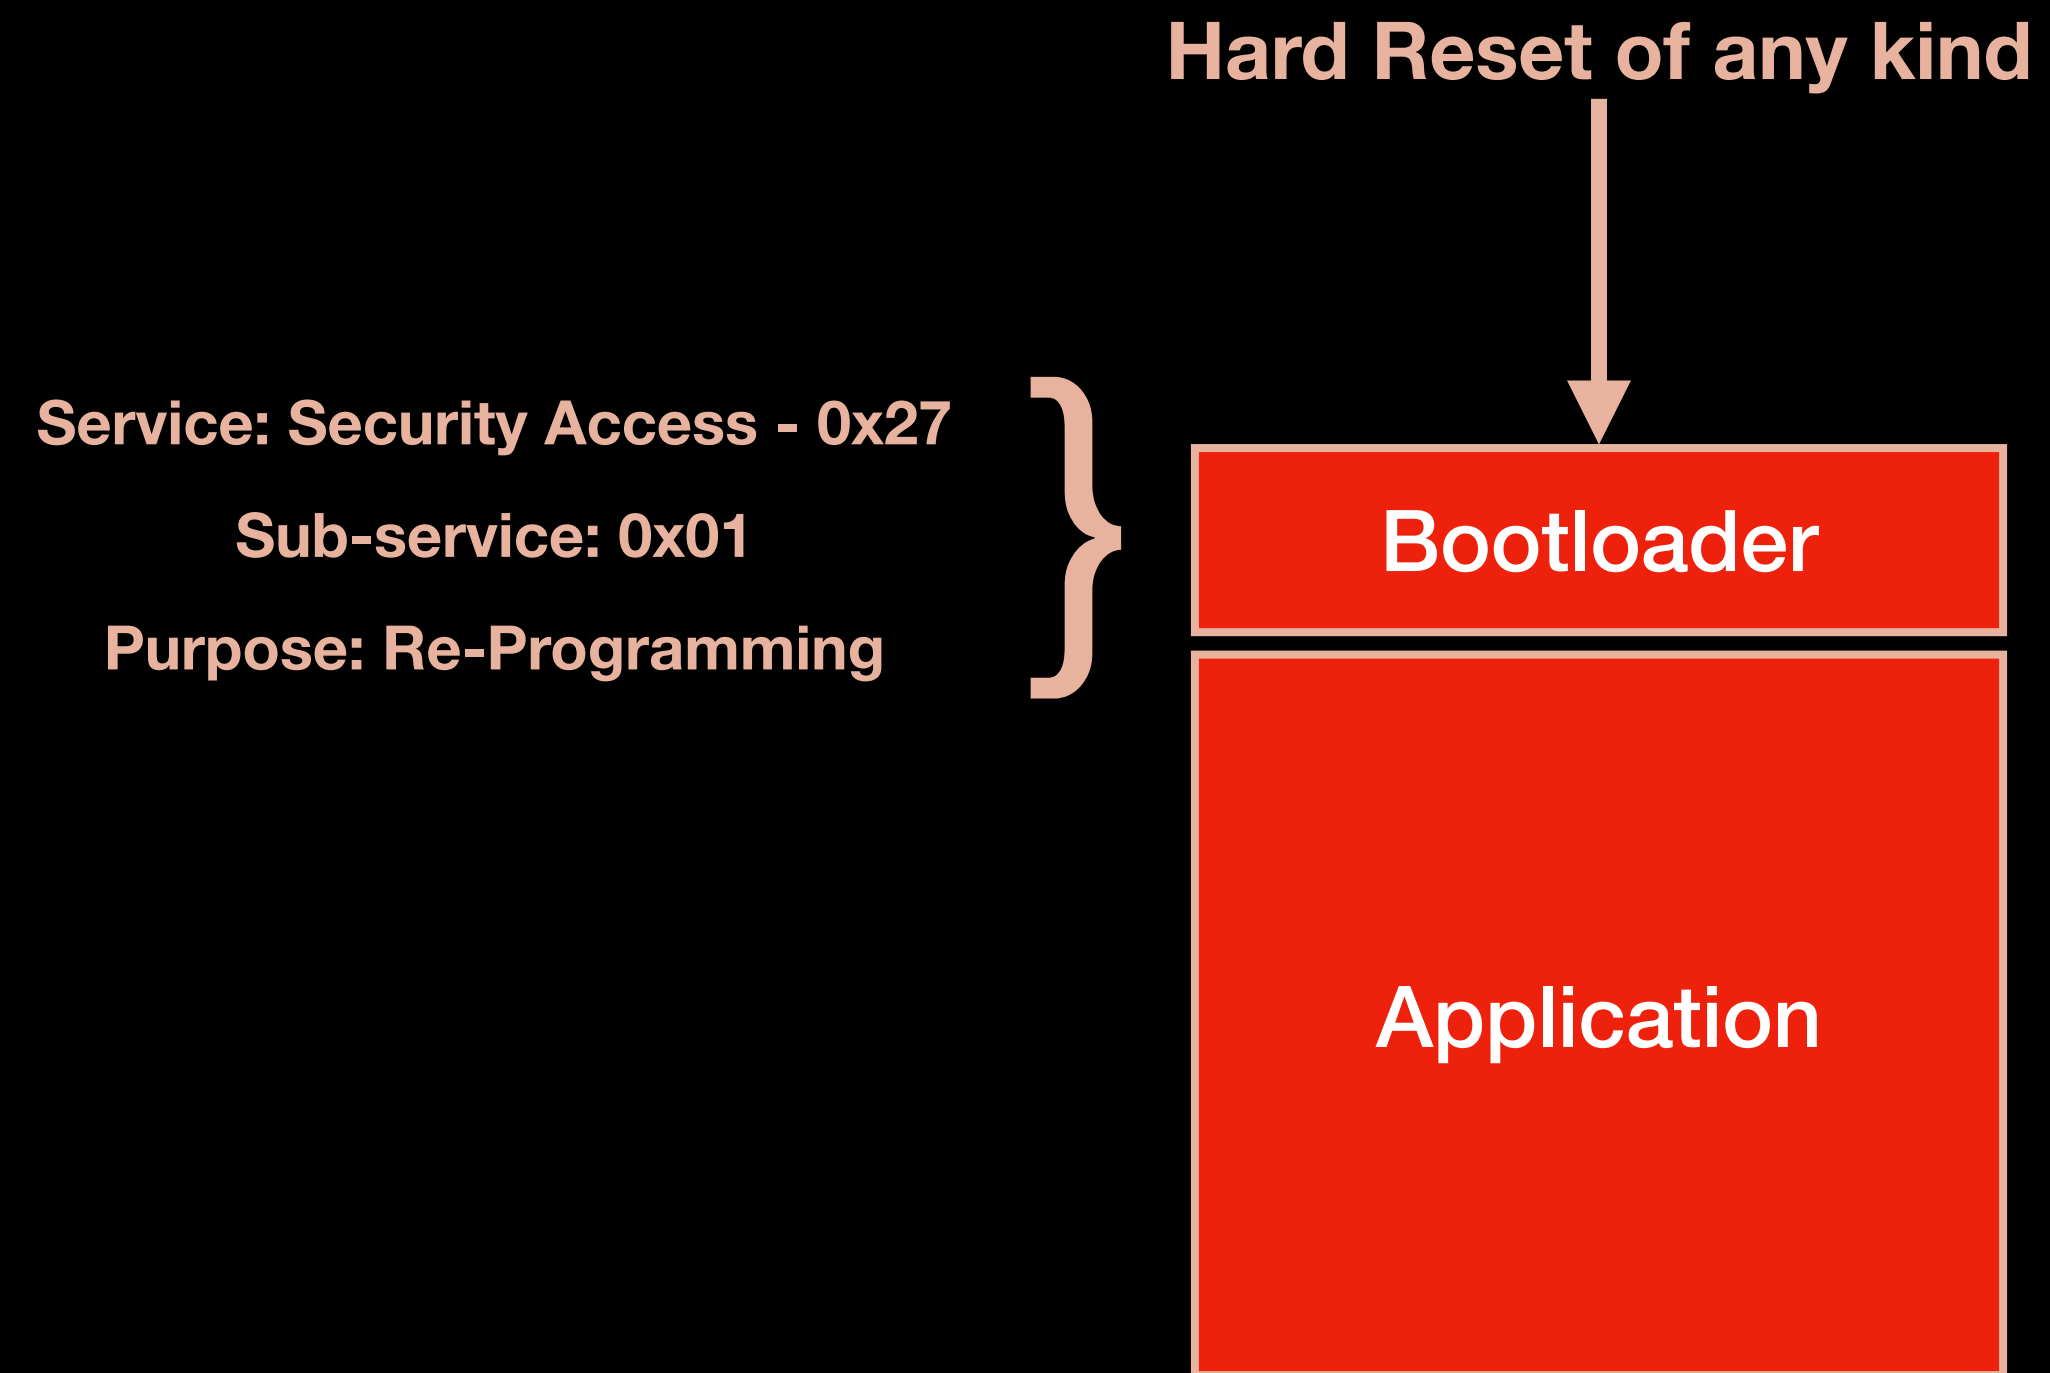 Hard Reset of any kind
Service: Security Access - 0x27
Sub-service: 0x01
Purpose: Re-Programming
Bootloader
Application